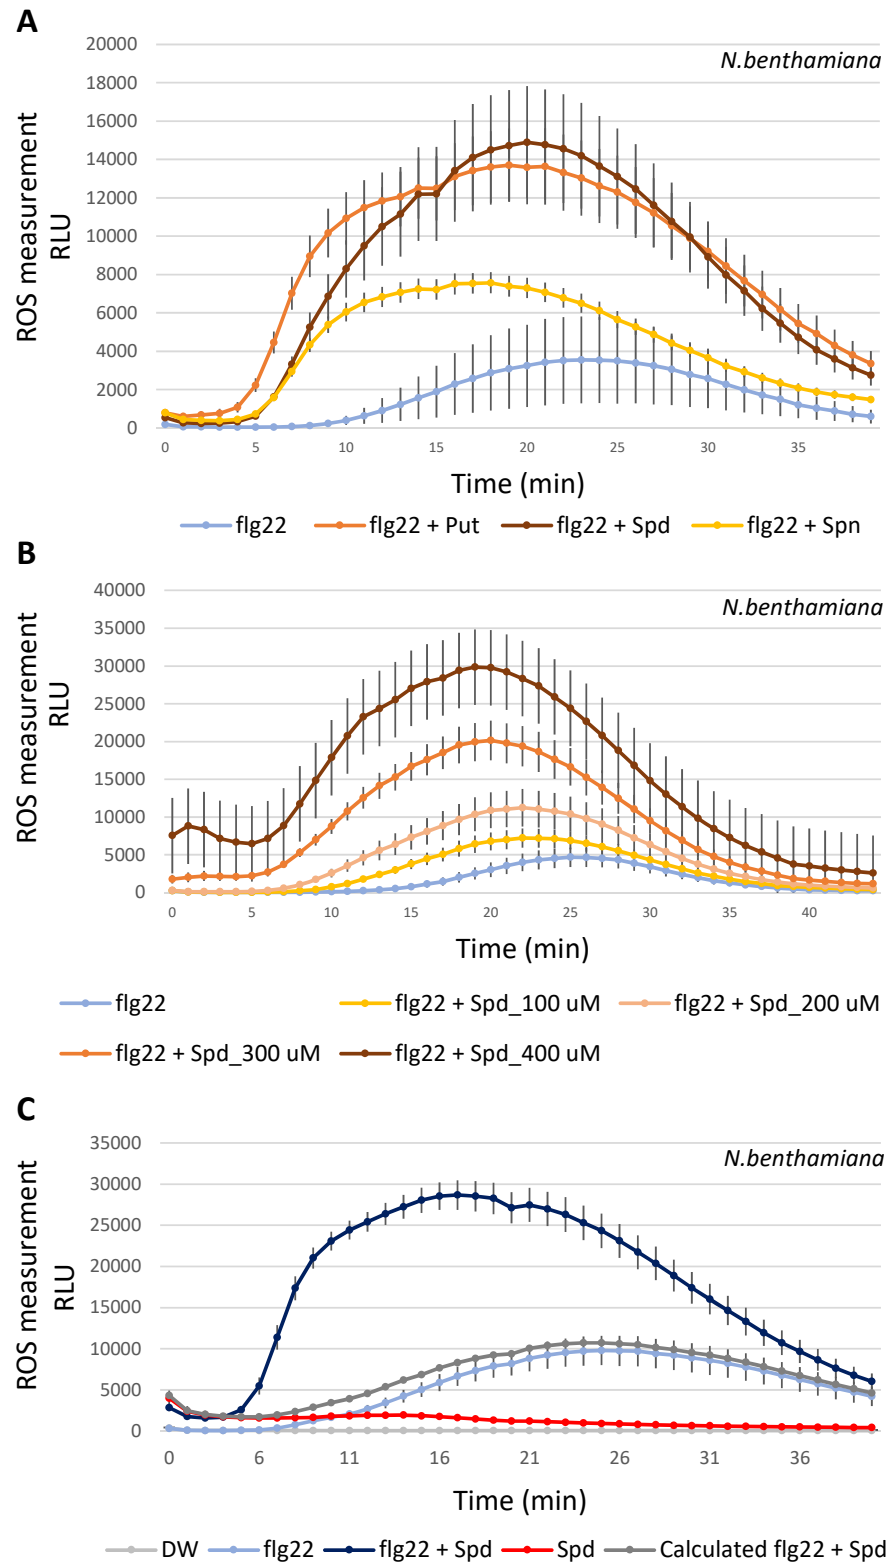 A
N.benthamiana
20000
18000
16000
14000
12000
10000
8000
6000
4000
2000
0
ROS measurement
RLU
0 5 10 15 20 25 30 35
Time (min)
flg22 flg22 + Put flg22 + Spd flg22 + Spn
B
N.benthamiana
40000
35000
30000
25000
20000
15000
10000
5000
0
ROS measurement
RLU
0 5 10 15 20 25 30 35 40
Time (min)
flg22 flg22 + Spd_100 uM flg22 + Spd_200 uM
flg22 + Spd_300 uM flg22 + Spd_400 uM
C
N.benthamiana
35000
30000
25000
20000
15000
10000
5000
0
ROS measurement
RLU
0 6 11 16 21 26 31 36
Time (min)
DW flg22 flg22 + Spd Spd Calculated flg22 + Spd